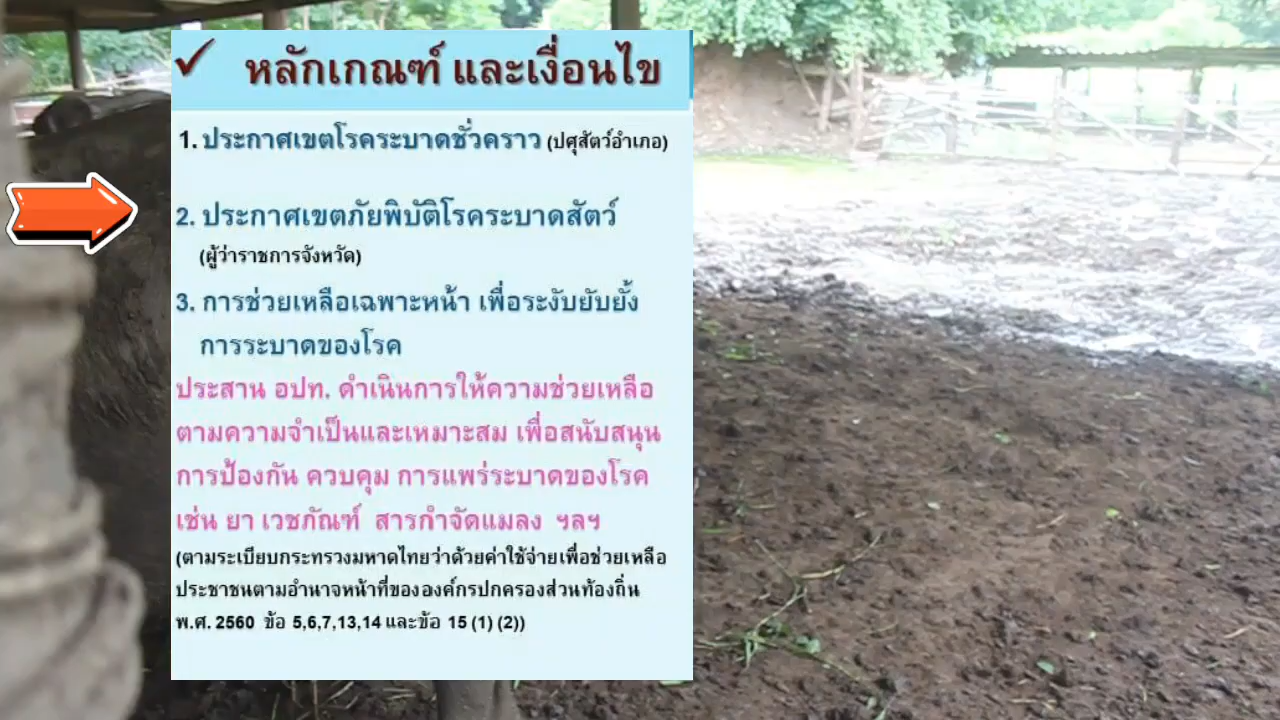 ✓ หลักเกณฑ์ และเงื่อนไข
1. ประกาศเขตโรคระบาดชั่วคราว (ปศุสัตว์อำเภอ)
2. ประกาศเขตภัยพิบัติโรคระบาดสัตว์
(ผู้ว่าราชการจังหวัด)
3. การช่วยเหลือเฉพาะหน้า เพื่อระงับยับยั้ง
การระบาดของโรค
ประสาน อปท. ดำเนินการให้ความช่วยเหลือ
ตามความจำเป็นและเหมาะสม เพื่อสนับสนุน
การป้องกัน ควบคุม การแพร่ระบาดของโรค
เช่น ยา เวชภัณฑ์ สารกำจัดแมลง ฯลฯ
(ตามระเบียบกระทรวงมหาดไทยว่าด้วยค่าใช้จ่ายเพื่อช่วยเหลือ
ประชาชนตามอำนาจหน้าที่ขององค์กรปกครองส่วนท้องถิ่น
พ.ศ. 2560 ข้อ 5,6,7,13,14 และข้อ 15 (1) (2))